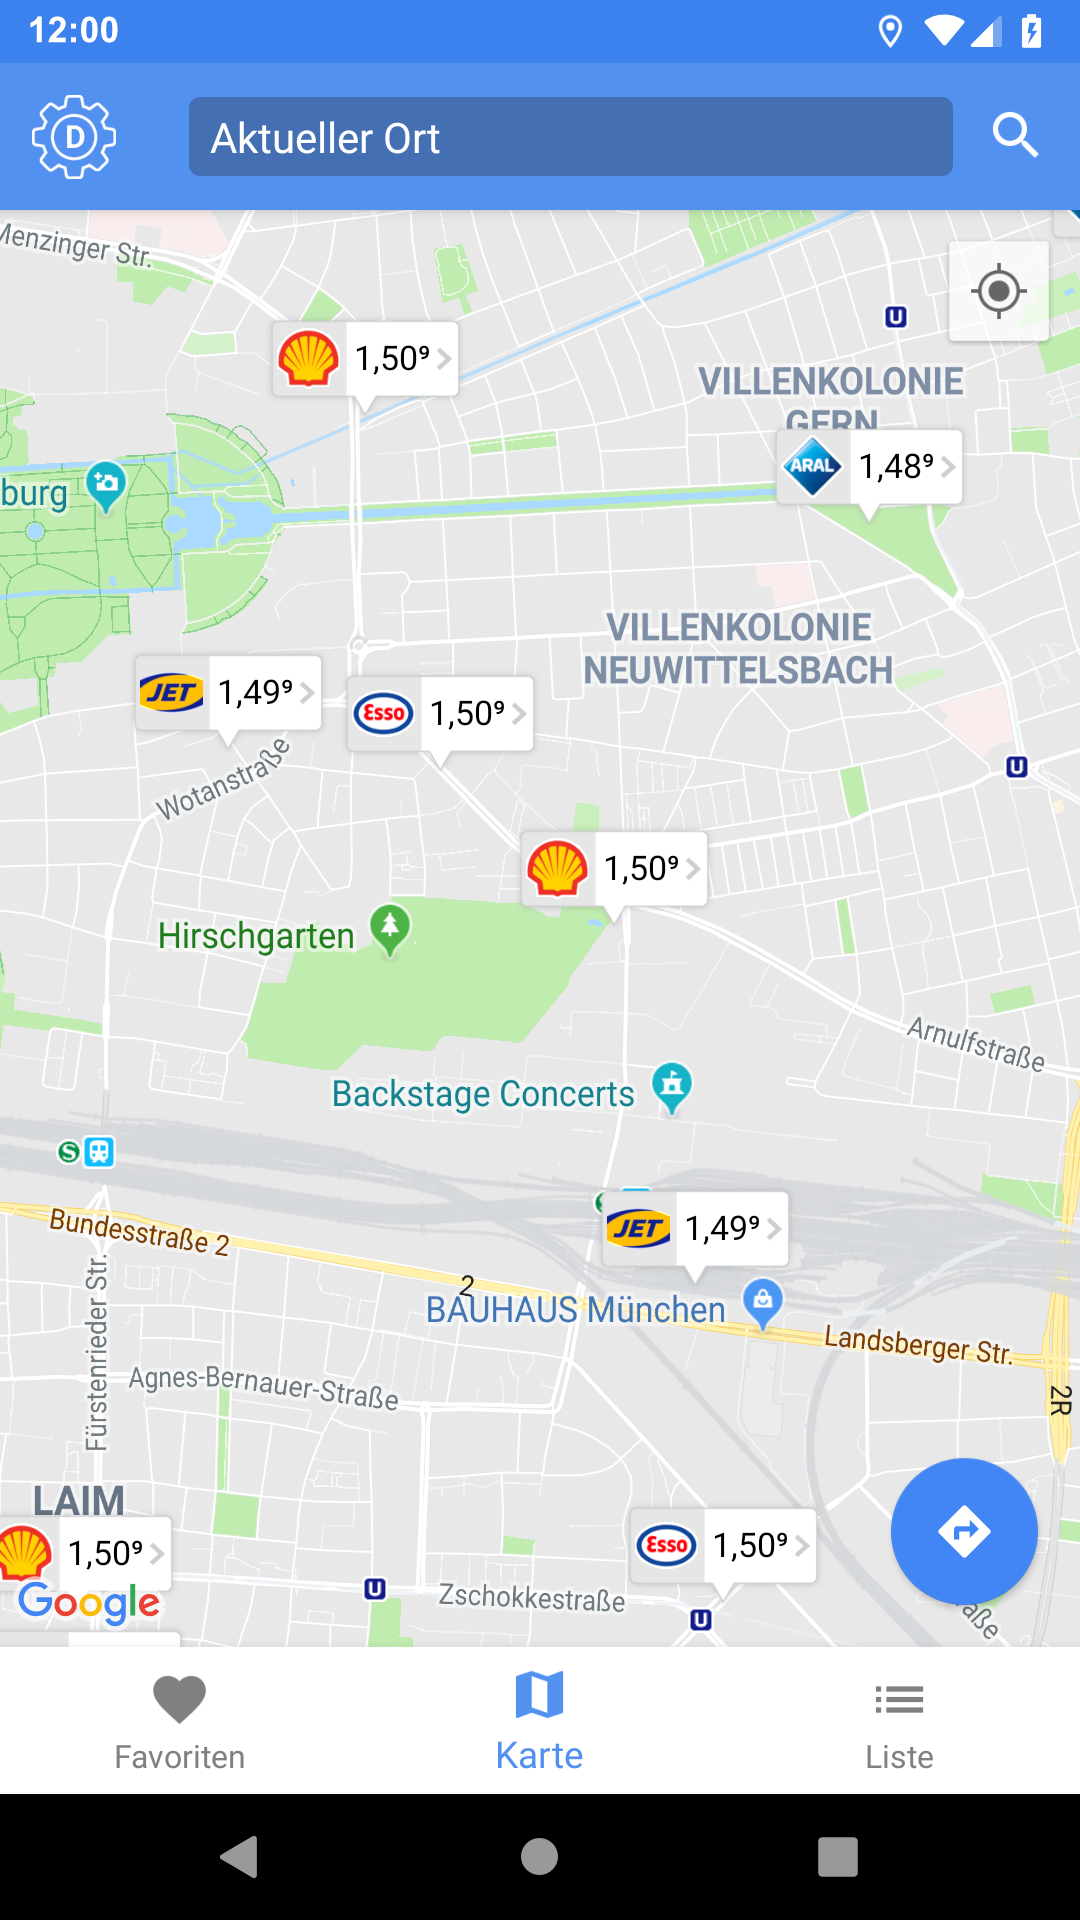 12:00
D
Aktueller Ort
Menzinger Str.
U
1,50⁹
VILLENKOLONIE
GERN
ARAL
1,48⁹
burg
VILLENKOLONIE
NEUWITTELSBACH
JET
1,49⁹
Esso
1,50⁹
Wotanstraße
U
1,50⁹
Hirschgarten
Arnulfstraße
Backstage Concerts
S
JET
1,49⁹
Bundesstraße 2
2
BAUHAUS München
Landsberger Str.
Fürstenrieder Str.
Agnes-Bernauer-Straße
2R
LAIM
1,50⁹
Esso
1,50⁹
Google
U
Zschokkestraße
U
aße
Favoriten
Karte
Liste